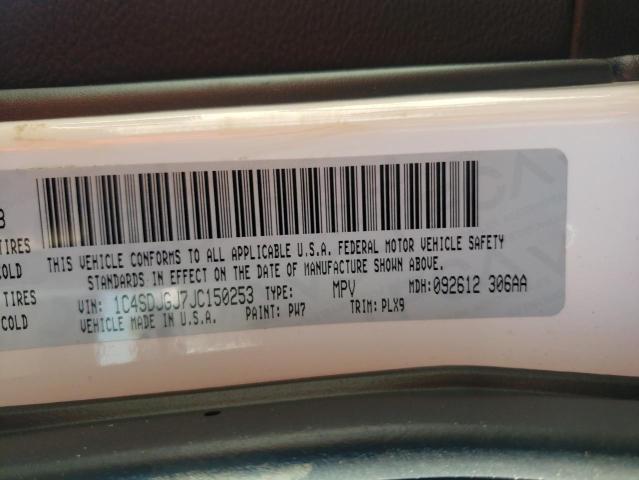 B
TIRES
COLD
TIRES
COLD
THIS VEHICLE CONFORMS TO ALL APPLICABLE U.S.A. FEDERAL MOTOR VEHICLE SAFETY
STANDARDS IN EFFECT ON THE DATE OF MANUFACTURE SHOWN ABOVE.
VIN: 1C4SDJGJ7JC150253 TYPE: MPV MDH: 092612 306AA
VEHICLE MADE IN U.S.A. PAINT: PW7 TRIM: PLX9